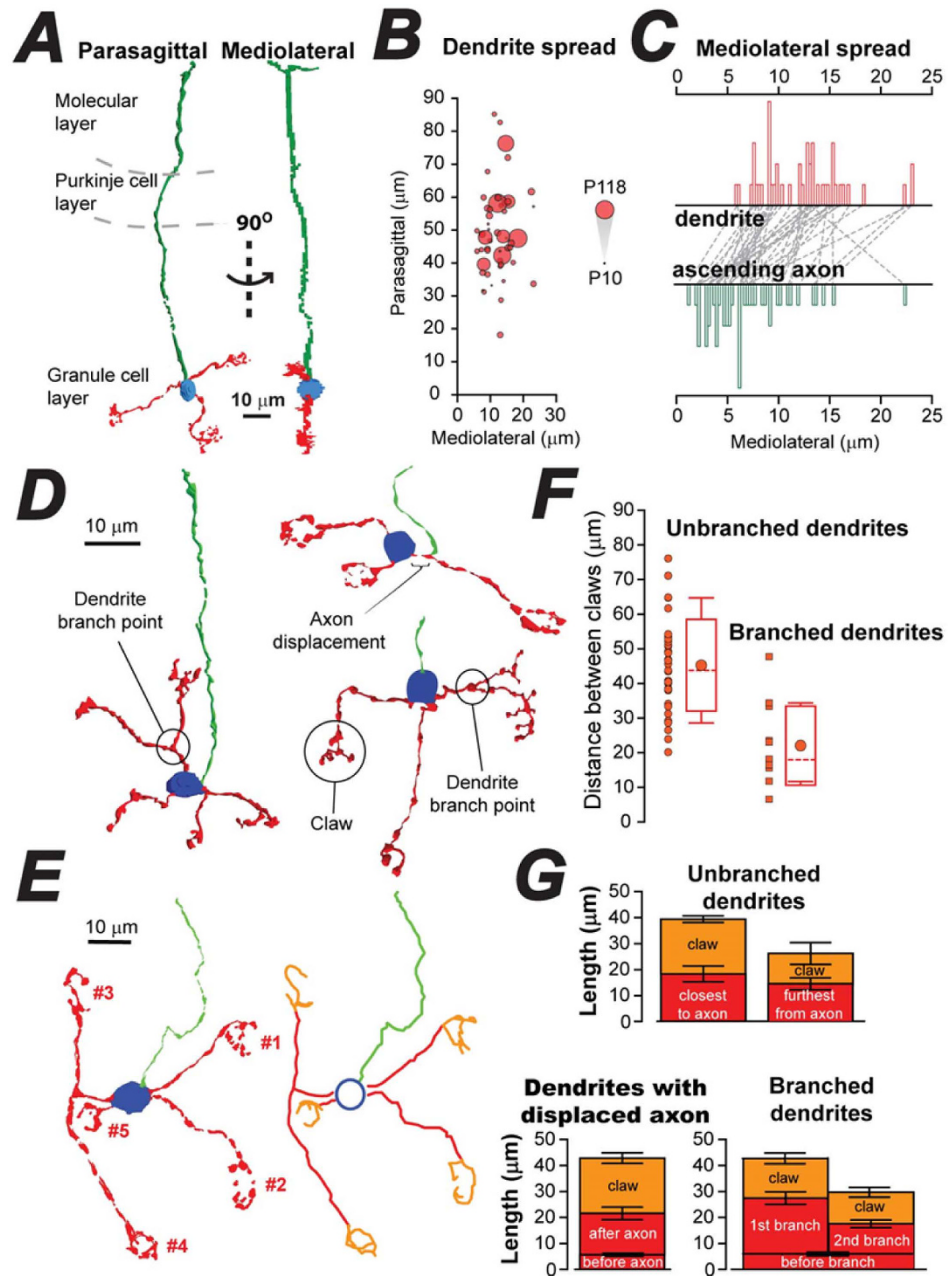 A
Parasagittal Mediolateral
Molecular
layer
Purkinje cell
layer
90o
Granule cell
layer
10 μm
B
Dendrite spread
90
80
70
60
50
40
30
20
10
0
Parasagittal (μm)
0 10 20 30
Mediolateral (μm)
P118
P10
C
Mediolateral spread
0 5 10 15 20 25
dendrite
ascending axon
0 5 10 15 20 25
Mediolateral (μm)
D
10 μm
Dendrite
branch point
Axon
displacement
Claw
Dendrite
branch point
F
Distance between claws (μm)
90
80
70
60
50
40
30
20
10
0
Unbranched dendrites
Branched dendrites
E
10 μm
#3
#1
#5
#2
#4
G
Unbranched
dendrites
Length (μm)
50
40
30
20
10
0
claw
closest
to axon
claw
furthest
from axon
Dendrites with
displaced axon
Length (μm)
50
40
30
20
10
0
claw
after axon
before axon
Branched
dendrites
50
40
30
20
10
0
claw
1st branch
claw
2nd branch
before branch